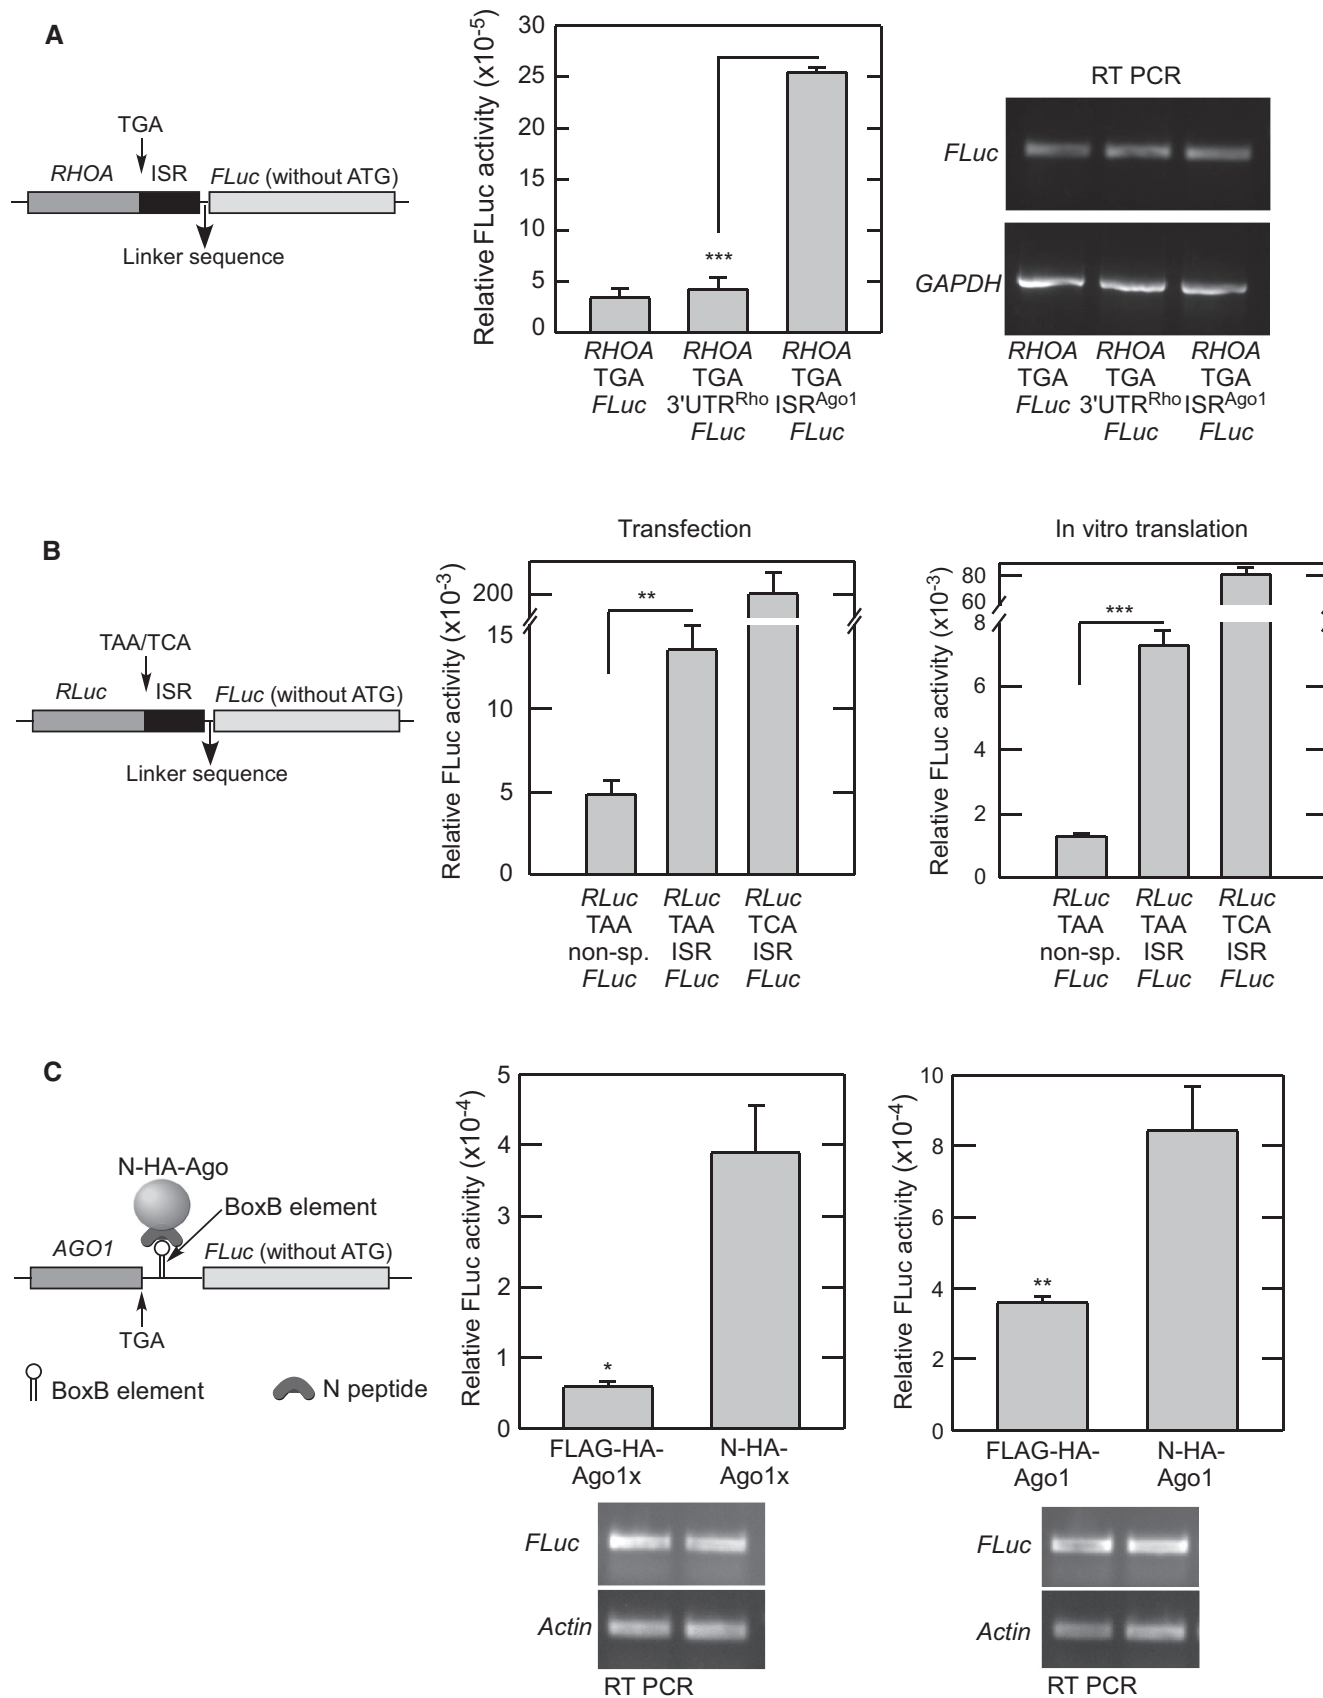 A
TGA
RHOA
ISR
FLuc (without ATG)
Linker sequence
Relative FLuc activity (x10-5)
30
25
20
15
10
5
0
***
RHOA RHOA RHOA
TGA TGA TGA
FLuc 3'UTRRho ISRAgo1
FLuc FLuc
RT PCR
FLuc
GAPDH
RHOA RHOA RHOA
TGA TGA TGA
FLuc 3'UTRRho ISRAgo1
FLuc FLuc
B
TAA/TCA
RLuc
ISR
FLuc (without ATG)
Linker sequence
Transfection
Relative FLuc activity (x10-3)
200
15
10
5
0
**
RLuc RLuc RLuc
TAA TAA TCA
non-sp. ISR ISR
FLuc FLuc FLuc
In vitro translation
Relative FLuc activity (x10-3)
80
60
8
6
4
2
0
***
RLuc RLuc RLuc
TAA TAA TCA
non-sp. ISR ISR
FLuc FLuc FLuc
C
N-HA-Ago
BoxB element
AGO1
FLuc (without ATG)
TGA
BoxB element
N peptide
Relative FLuc activity (x10-4)
5
4
3
2
1
0
*
FLAG-HA- N-HA-
Ago1x Ago1x
FLuc
Actin
RT PCR
Relative FLuc activity (x10-4)
10
8
6
4
2
0
**
FLAG-HA- N-HA-
Ago1 Ago1
FLuc
Actin
RT PCR